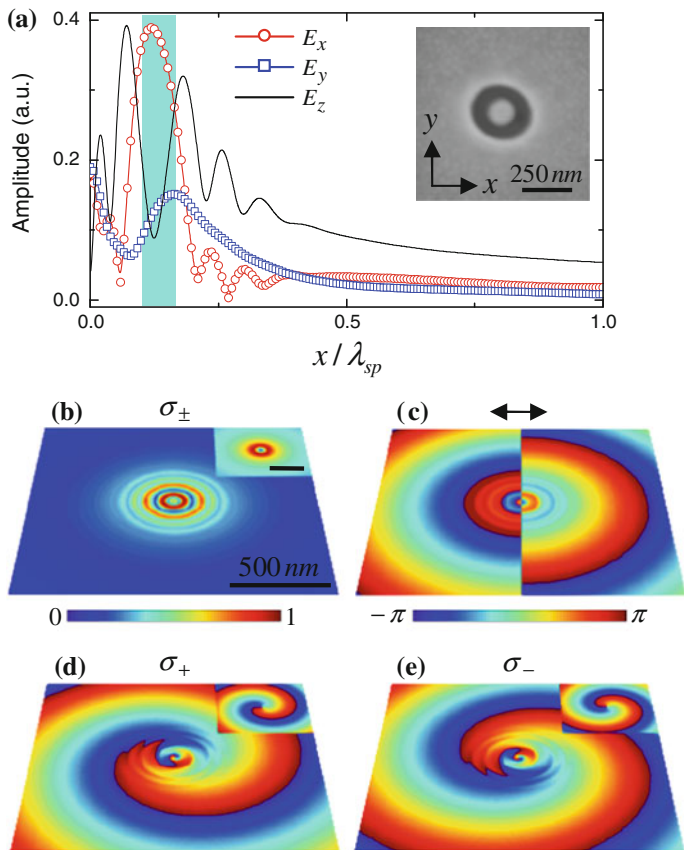 (a)
Amplitude (a.u.)
0.4
0.2
0.0
E_x
E_y
E_z
y
x
250 nm
0.0 0.5 1.0
x / λ_sp
(b) σ_±
500 nm
0 1
(c)
−π π
(d) σ_+
(e) σ_−